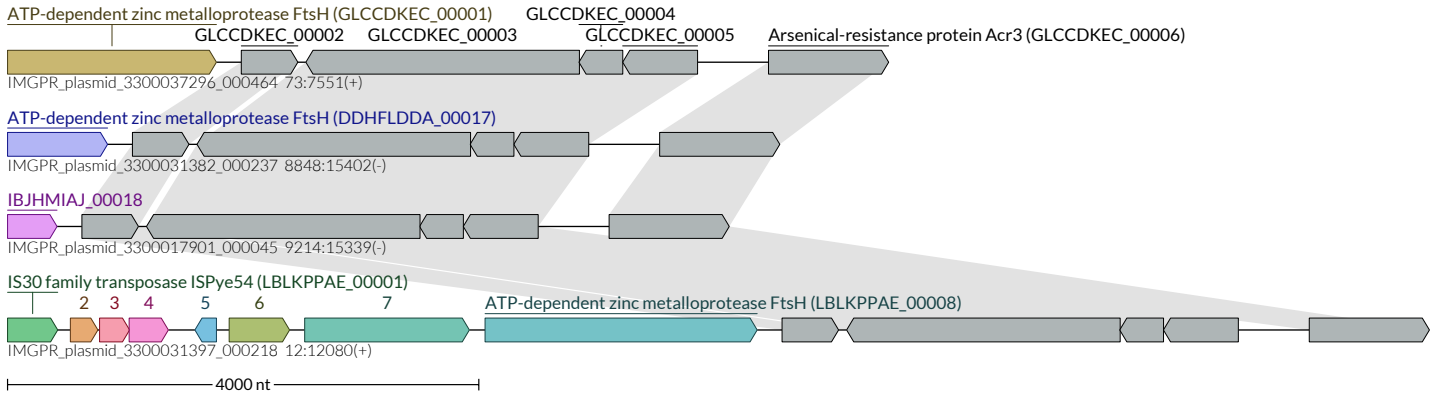 ATP-dependent zinc metalloprotease FtsH (GLCCDKEC_00001) GLCCDKEC_00004
GLCCDKEC_00002 GLCCDKEC_00003 GLCCDKEC_00005 Arsenical-resistance protein Acr3 (GLCCDKEC_00006)
IMGPR_plasmid_3300037296_000464 73:7551(+)
ATP-dependent zinc metalloprotease FtsH (DDHFLDDA_00017)
IMGPR_plasmid_3300031382_000237 8848:15402(-)
IBJHMIAJ_00018
IMGPR_plasmid_3300017901_000045 9214:15339(-)
IS30 family transposase ISPye54 (LBLKPPAE_00001)
2 3 4 5 6 7 ATP-dependent zinc metalloprotease FtsH (LBLKPPAE_00008)
IMGPR_plasmid_3300031397_000218 12:12080(+)
4000 nt